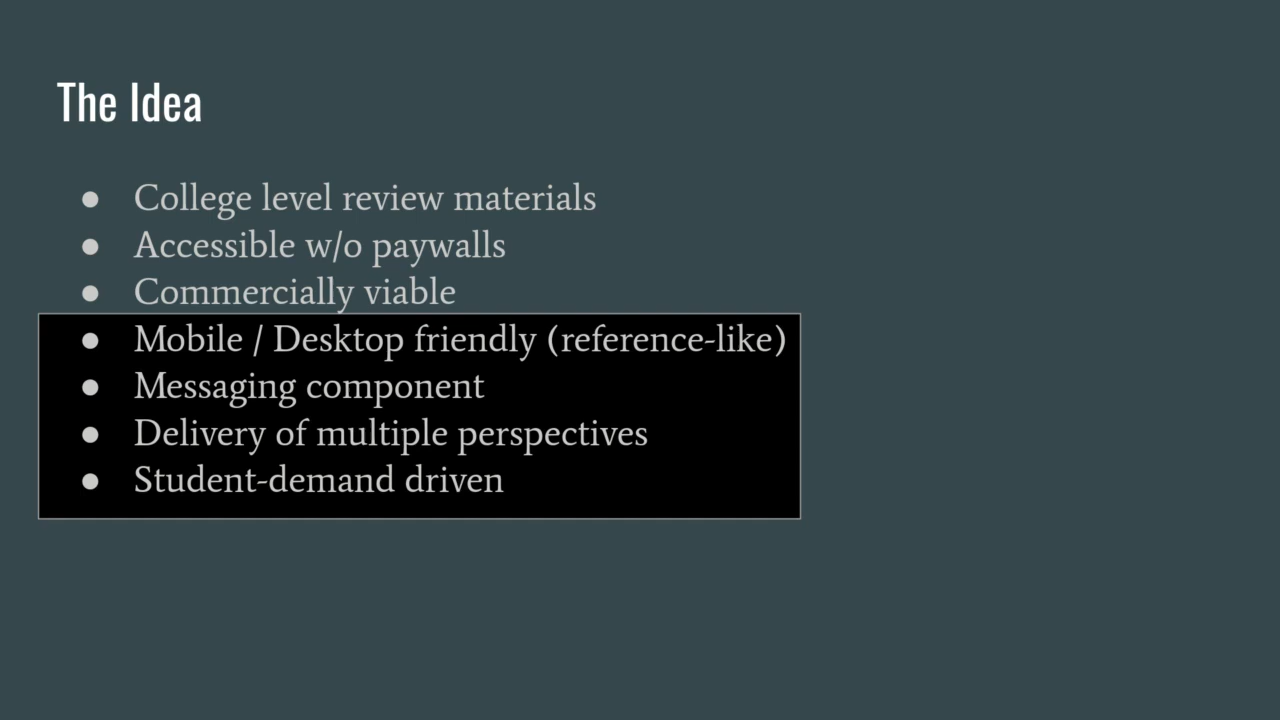 The Idea
● College level review materials
● Accessible w/o paywalls
● Commercially viable
● Mobile / Desktop friendly (reference-like)
● Messaging component
● Delivery of multiple perspectives
● Student-demand driven